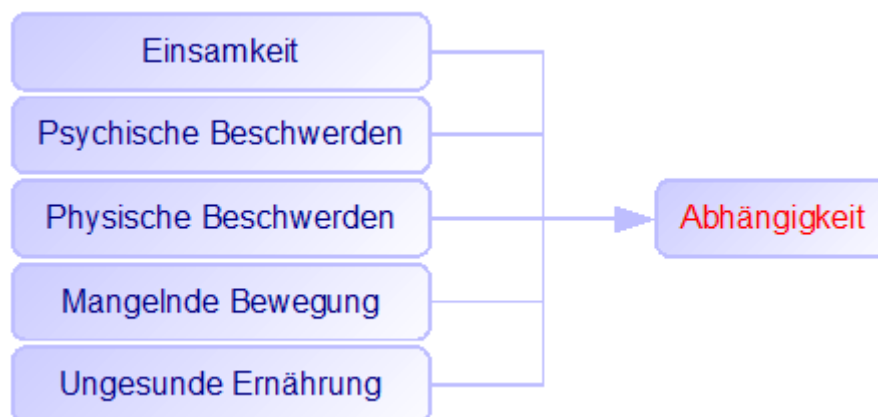 Einsamkeit
Psychische Beschwerden
Physische Beschwerden
Mangelnde Bewegung
Ungesunde Ernährung
Abhängigkeit